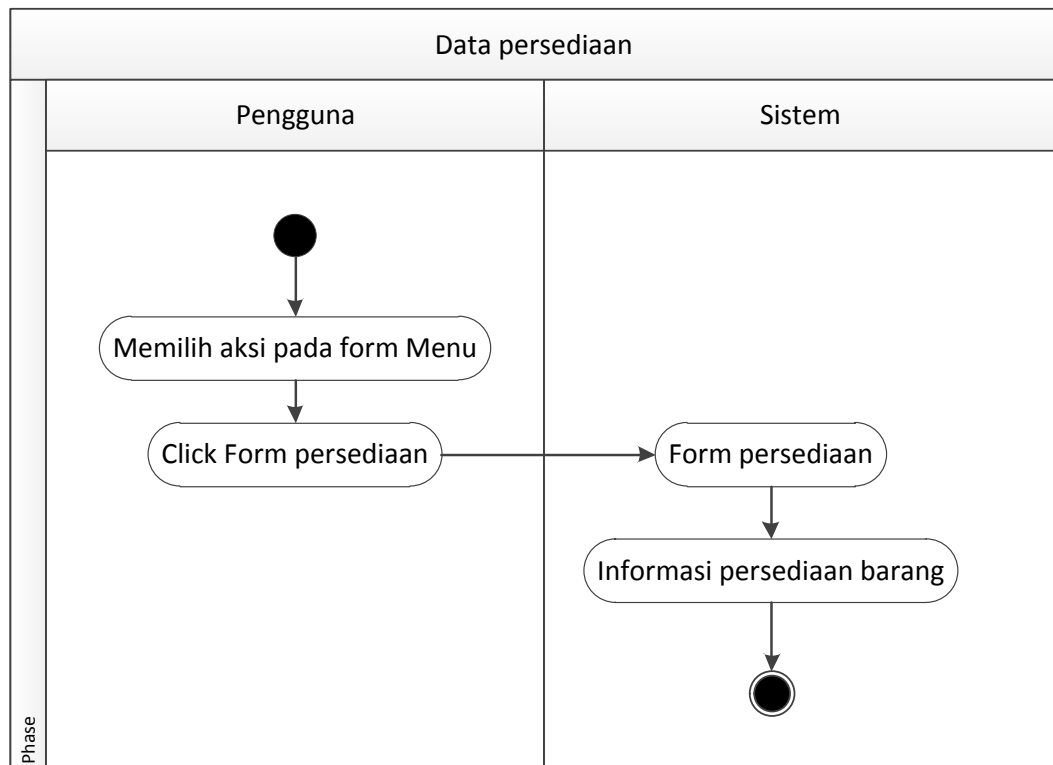 Data persediaan
Pengguna
Sistem
Memilih aksi pada form Menu
Click Form persediaan
Form persediaan
Informasi persediaan barang
Phase